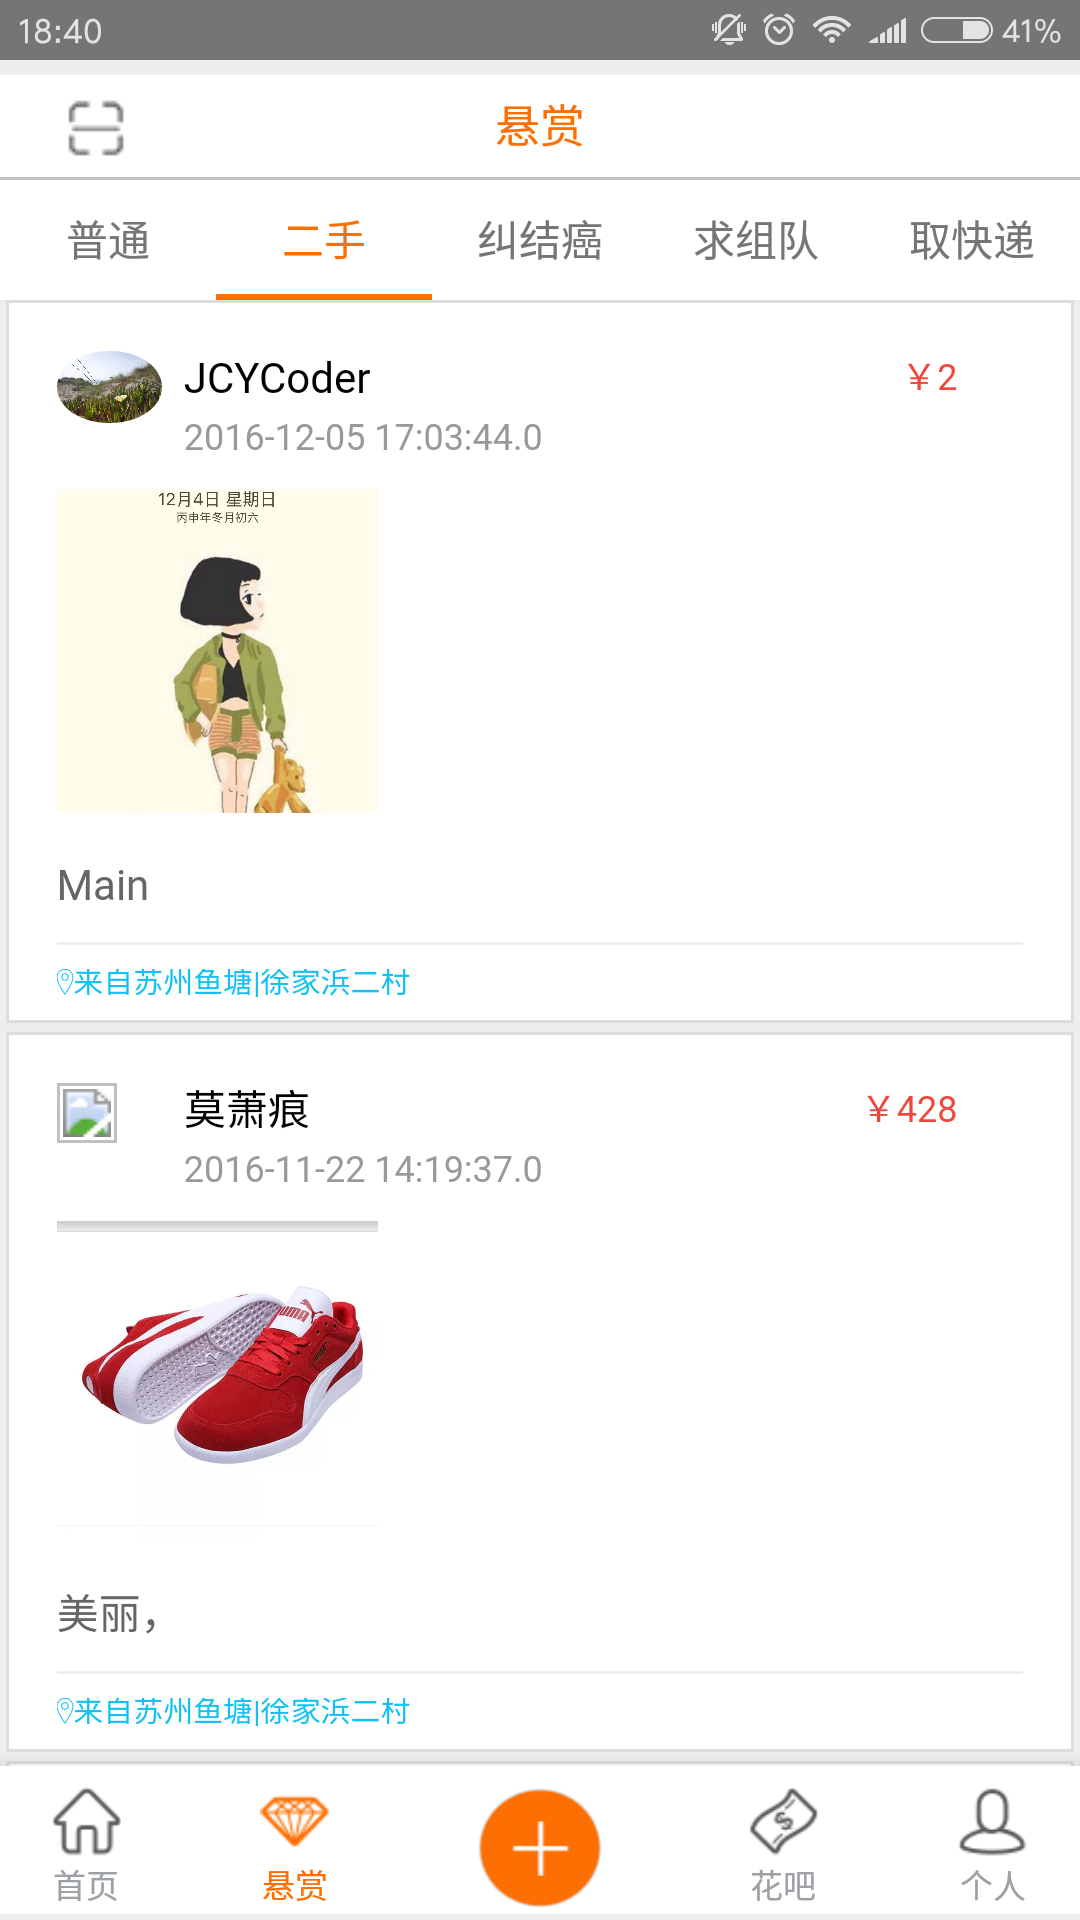 18:40
41%
悬赏
普通 二手 纠结癌 求组队 取快递
JCYCoder
¥2
2016-12-05 17:03:44.0
12月4日 星期日
丙申年冬月初六
Main
来自苏州鱼塘|徐家浜二村
莫萧痕
¥428
2016-11-22 14:19:37.0
PUMA
美丽，
来自苏州鱼塘|徐家浜二村
首页 悬赏 花吧 个人